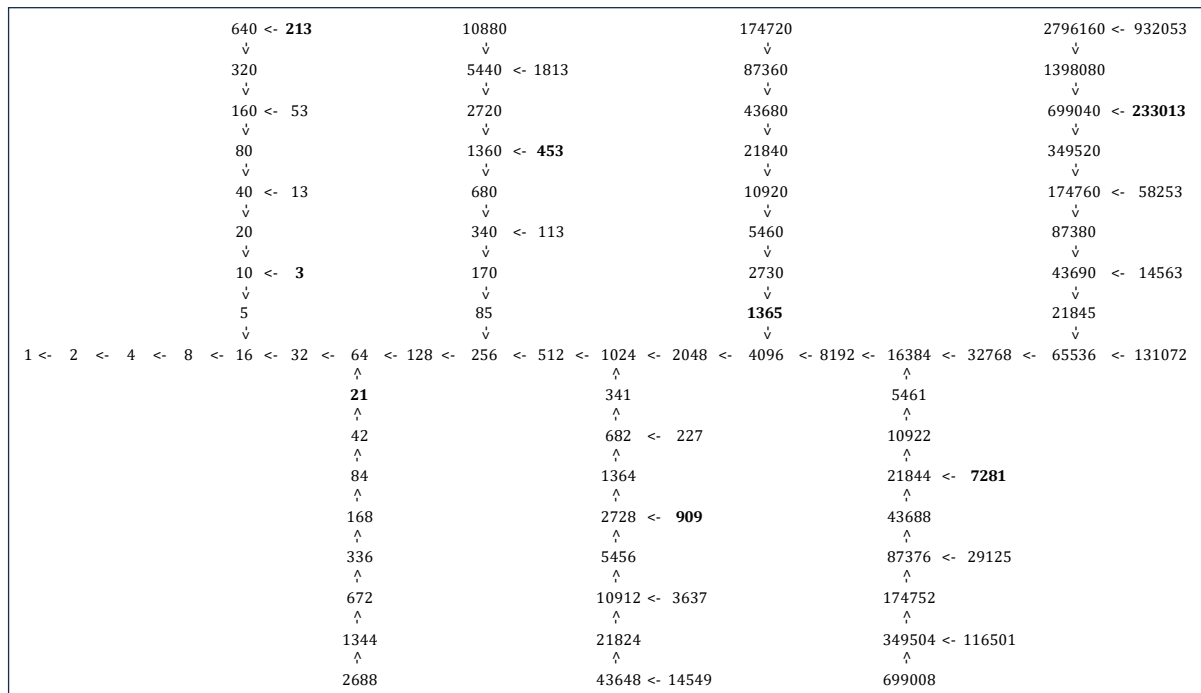 640 <- 213 10880 174720 2796160 <- 932053
320 5440 <- 1813 87360 1398080
160 <- 53 2720 43680 699040 <- 233013
80 1360 <- 453 21840 349520
40 <- 13 680 10920 174760 <- 58253
20 340 <- 113 5460 87380
10 <- 3 170 2730 43690 <- 14563
5 85 1365 21845
1 <- 2 <- 4 <- 8 <- 16 <- 32 <- 64 <- 128 <- 256 <- 512 <- 1024 <- 2048 <- 4096 <- 8192 <- 16384 <- 32768 <- 65536 <- 131072
21 341 5461
42 682 <- 227 10922
84 1364 21844 <- 7281
168 2728 <- 909 43688
336 5456 87376 <- 29125
672 10912 <- 3637 174752
1344 21824 349504 <- 116501
2688 43648 <- 14549 699008